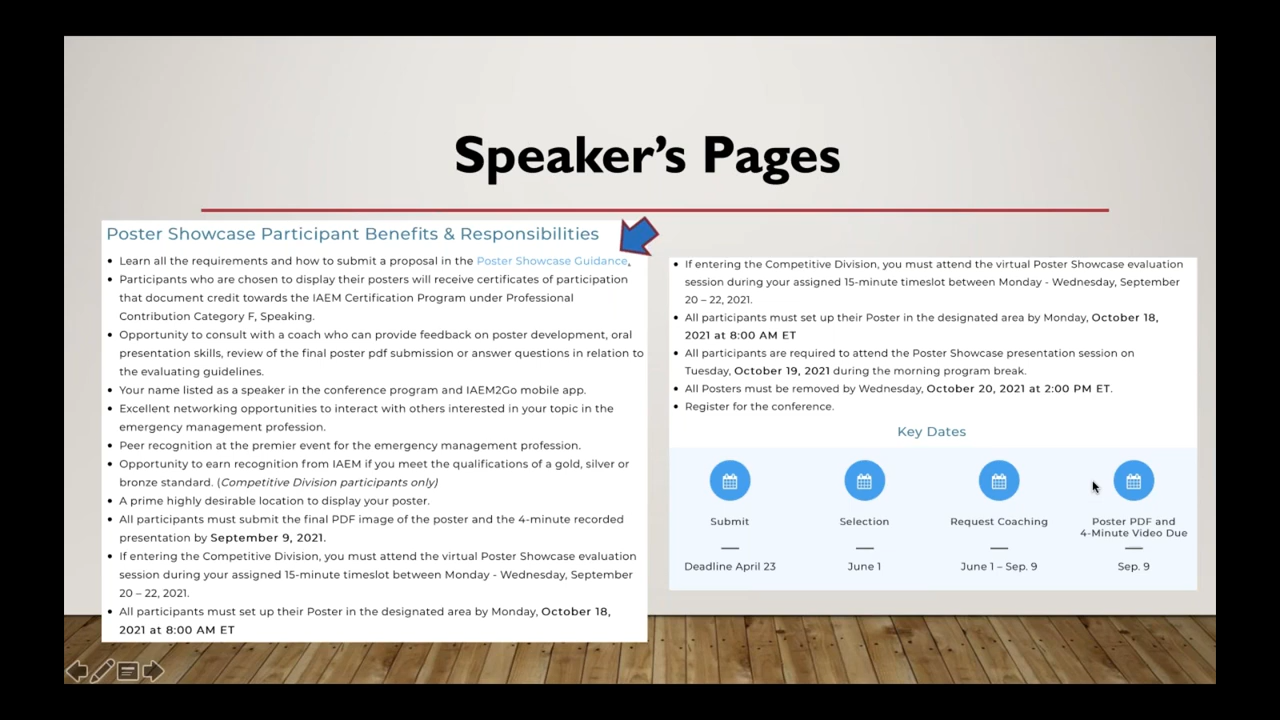 Speaker’s Pages
Poster Showcase Participant Benefits & Responsibilities
• Learn all the requirements and how to submit a proposal in the Poster Showcase Guidance.
• Participants who are chosen to display their posters will receive certificates of participation
that document credit towards the IAEM Certification Program under Professional
Contribution Category F, Speaking.
• Opportunity to consult with a coach who can provide feedback on poster development, oral
presentation skills, review of the final poster pdf submission or answer questions in relation to
the evaluating guidelines.
• Your name listed as a speaker in the conference program and IAEM2Go mobile app.
• Excellent networking opportunities to interact with others interested in your topic in the
emergency management profession.
• Peer recognition at the premier event for the emergency management profession.
• Opportunity to earn recognition from IAEM if you meet the qualifications of a gold, silver or
bronze standard. (Competitive Division participants only)
• A prime highly desirable location to display your poster.
• All participants must submit the final PDF image of the poster and the 4-minute recorded
presentation by September 9, 2021.
• If entering the Competitive Division, you must attend the virtual Poster Showcase evaluation
session during your assigned 15-minute timeslot between Monday - Wednesday, September
20 – 22, 2021.
• All participants must set up their Poster in the designated area by Monday, October 18,
2021 at 8:00 AM ET
• If entering the Competitive Division, you must attend the virtual Poster Showcase evaluation
session during your assigned 15-minute timeslot between Monday - Wednesday, September
20 – 22, 2021.
• All participants must set up their Poster in the designated area by Monday, October 18,
2021 at 8:00 AM ET
• All participants are required to attend the Poster Showcase presentation session on
Tuesday, October 19, 2021 during the morning program break.
• All Posters must be removed by Wednesday, October 20, 2021 at 2:00 PM ET.
• Register for the conference.
Key Dates
Submit
Deadline April 23
Selection
June 1
Request Coaching
June 1 – Sep. 9
Poster PDF and
4-Minute Video Due
Sep. 9